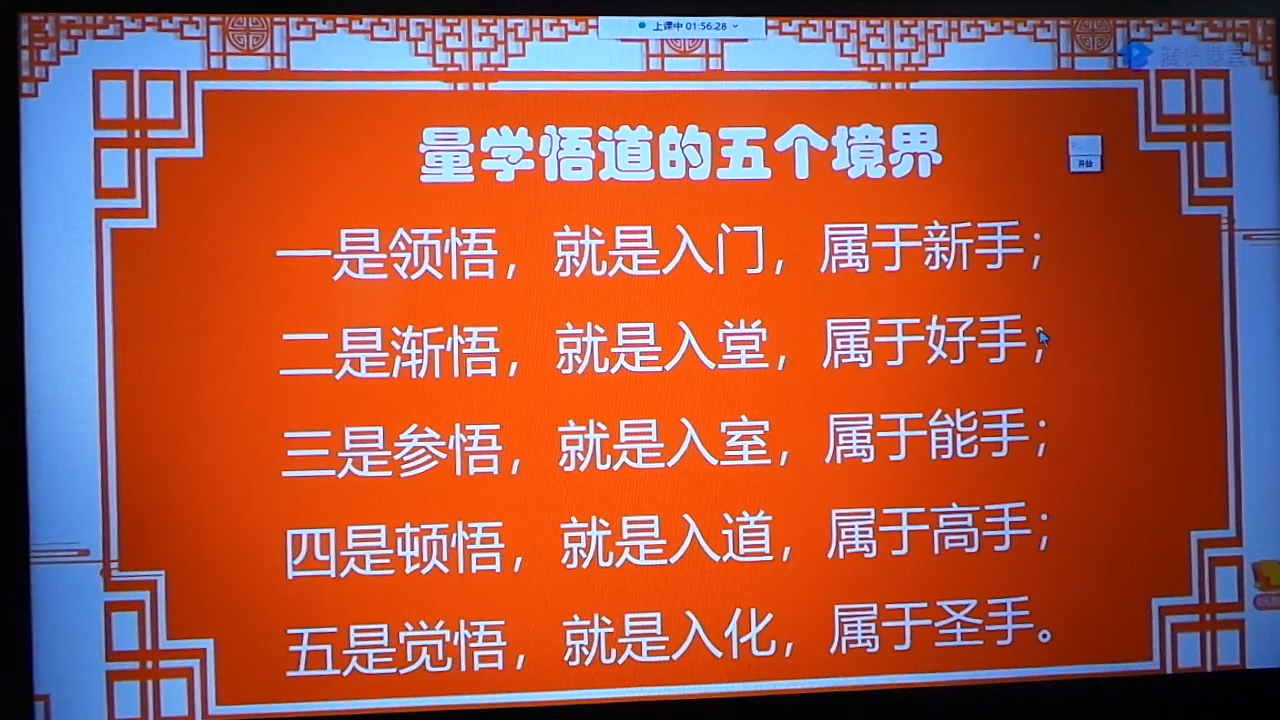 上课中 01:56:28
腾讯课堂
量学悟道的五个境界
开始
一是领悟，就是入门，属于新手；
二是渐悟，就是入堂，属于好手；
三是参悟，就是入室，属于能手；
四是顿悟，就是入道，属于高手；
五是觉悟，就是入化，属于圣手。